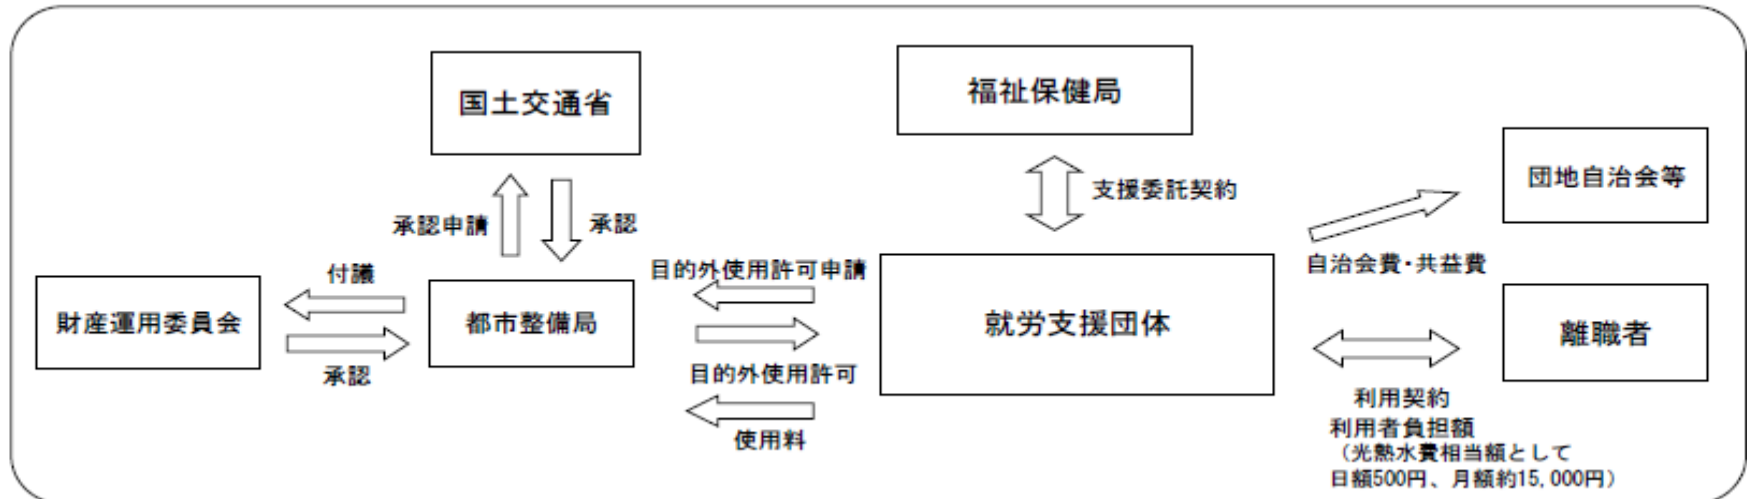 国土交通省
福祉保健局
団地自治会等
承認申請
承認
支援委託契約
自治会費・共益費
付議
目的外使用許可申請
財産運用委員会
都市整備局
就労支援団体
離職者
承認
目的外使用許可
使用料
利用契約
利用者負担額
（光熱水費相当額として
日額500円、月額約15,000円）